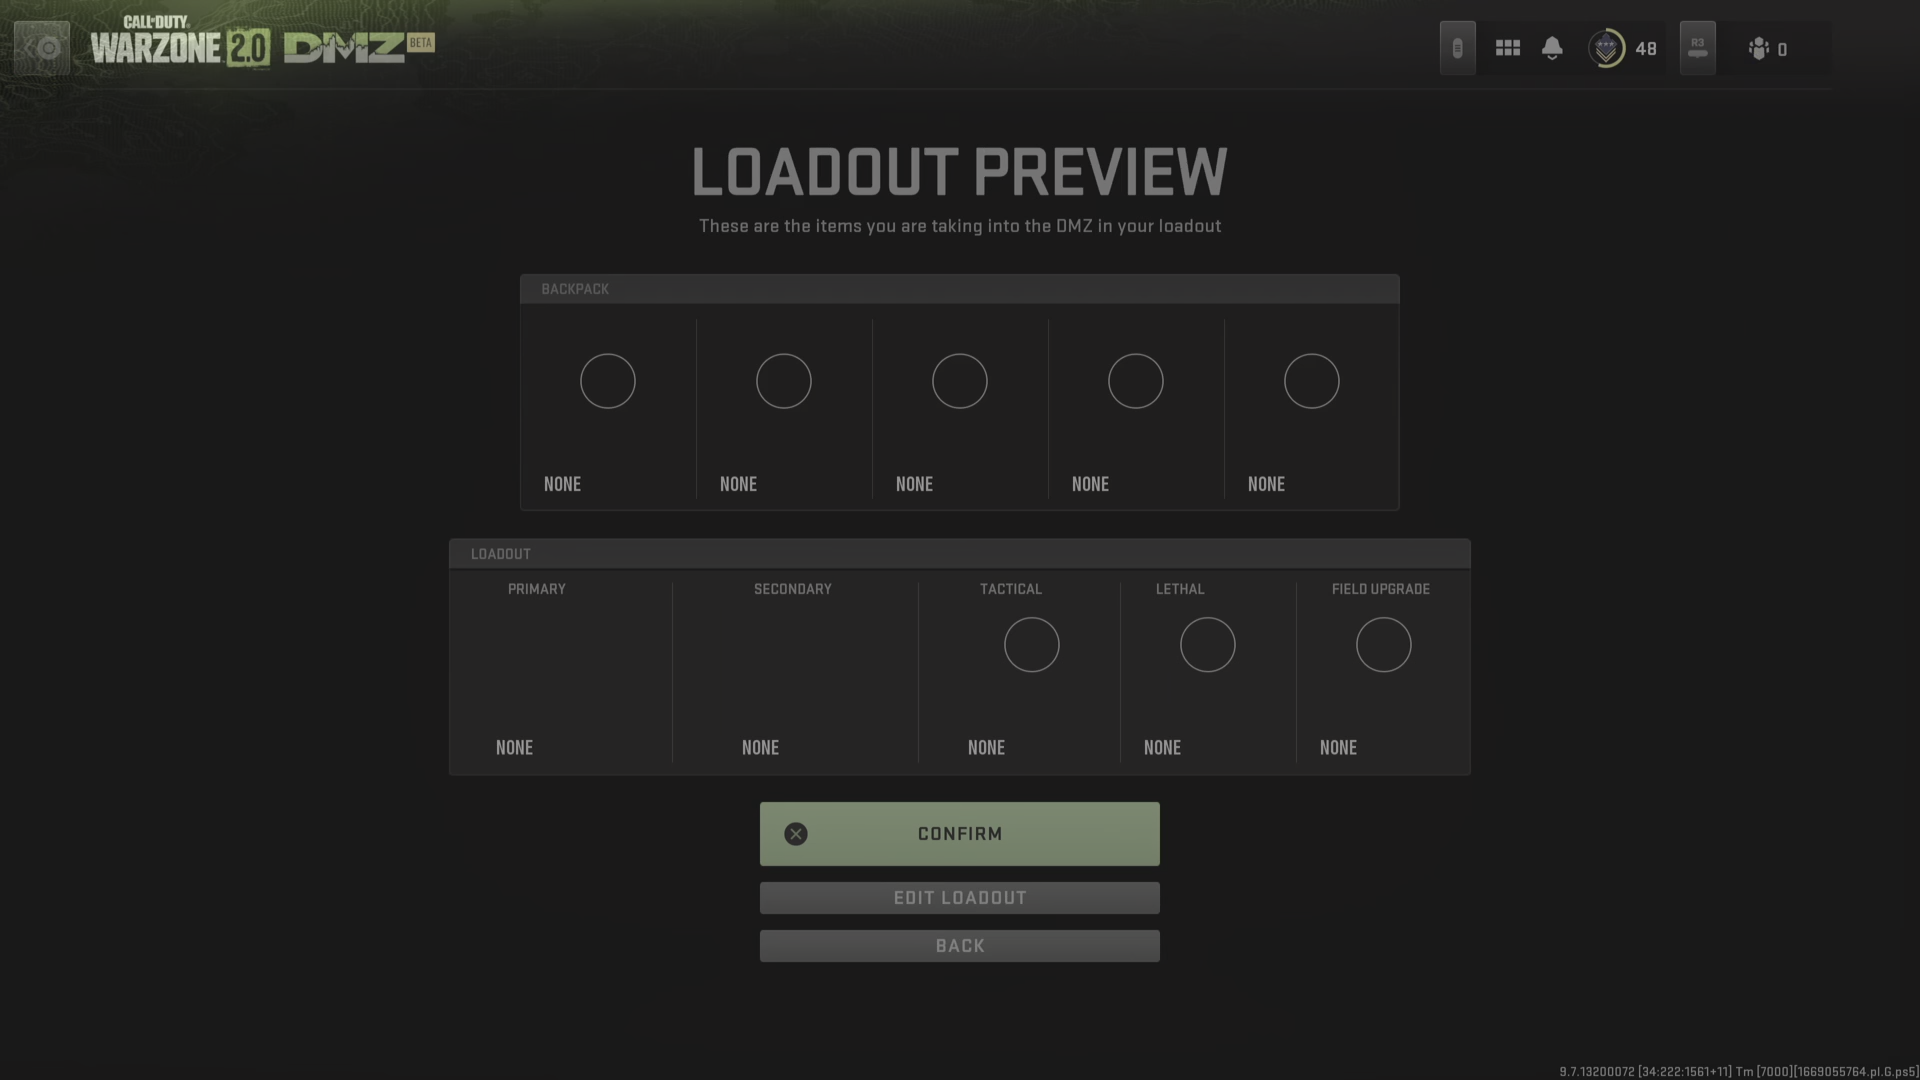 CALL OF DUTY
WARZONE 2.0 DMZ BETA
48
R3
0
LOADOUT PREVIEW
These are the items you are taking into the DMZ in your loadout
BACKPACK
NONE NONE NONE NONE NONE
LOADOUT
PRIMARY SECONDARY TACTICAL LETHAL FIELD UPGRADE
NONE NONE NONE NONE NONE
CONFIRM
EDIT LOADOUT
BACK
9.7.13200072 [34:222:1561+11] Tm [7000][1669055764.pl.G.ps5]